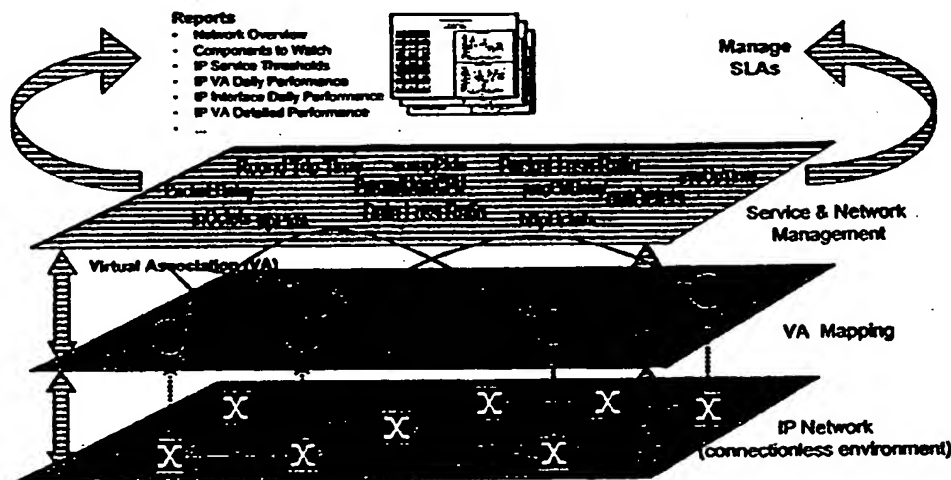 Reports
• Network Overview
• Components to Watch
• IP Service Thresholds
• IP VA Daily Performance
• IP Interface Daily Performance
• IP VA Detailed Performance
• ...
Manage
SLAs
Round Trip Time
Packet Loss Ratio
Packet Delay
Data Loss Ratio
Service & Network
Management
Virtual Association (VA)
VA Mapping
IP Network
(connectionless environment)